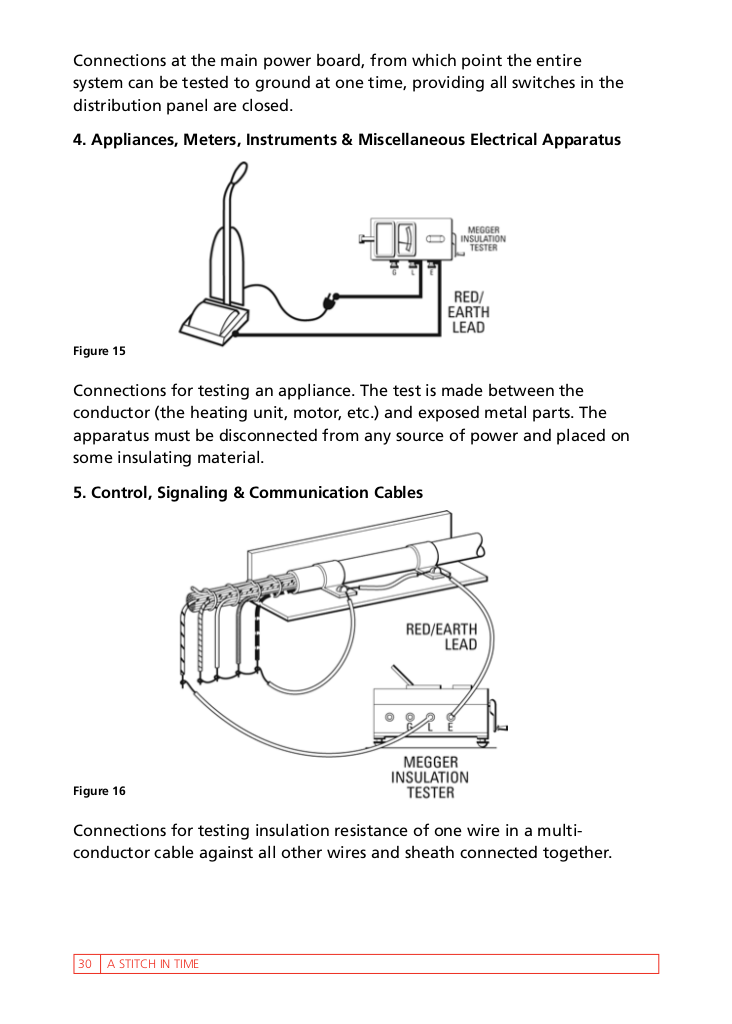 Connections at the main power board, from which point the entire
system can be tested to ground at one time, providing all switches in the
distribution panel are closed.
4. Appliances, Meters, Instruments & Miscellaneous Electrical Apparatus
MEGGER
INSULATION
TESTER
G L E
RED/
EARTH
LEAD
Figure 15
Connections for testing an appliance. The test is made between the
conductor (the heating unit, motor, etc.) and exposed metal parts. The
apparatus must be disconnected from any source of power and placed on
some insulating material.
5. Control, Signaling & Communication Cables
RED/EARTH
LEAD
G L E
MEGGER
INSULATION
TESTER
Figure 16
Connections for testing insulation resistance of one wire in a multi-
conductor cable against all other wires and sheath connected together.
30 A STITCH IN TIME